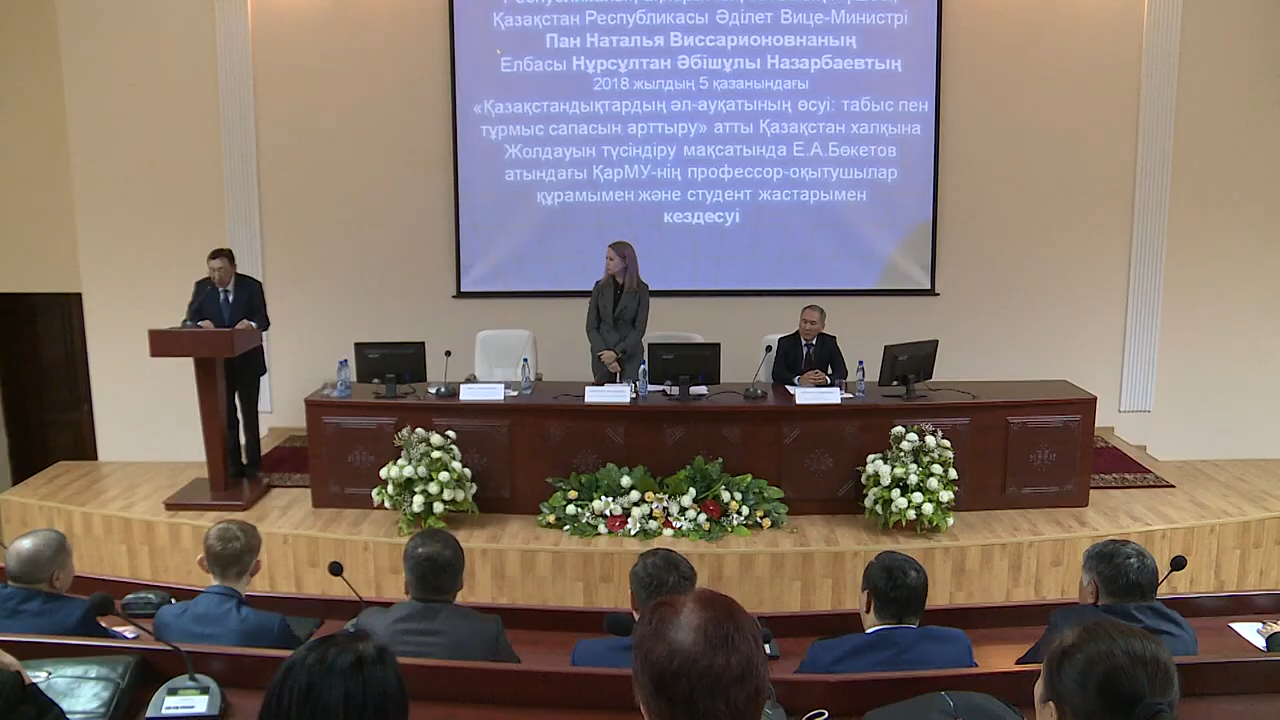 Қазақстан Республикасы Әділет Вице-Министрі
Пан Наталья Виссарионовнаның
Елбасы Нұрсұлтан Әбішұлы Назарбаевтың
2018 жылдың 5 қазанындағы
«Қазақстандықтардың әл-ауқатының өсуі: табыс пен
тұрмыс сапасын арттыру» атты Қазақстан халқына
Жолдауын түсіндіру мақсатында Е.А.Бөкетов
атындағы ҚарМУ-нің профессор-оқытушылар
құрамымен және студент жастарымен
кездесуі